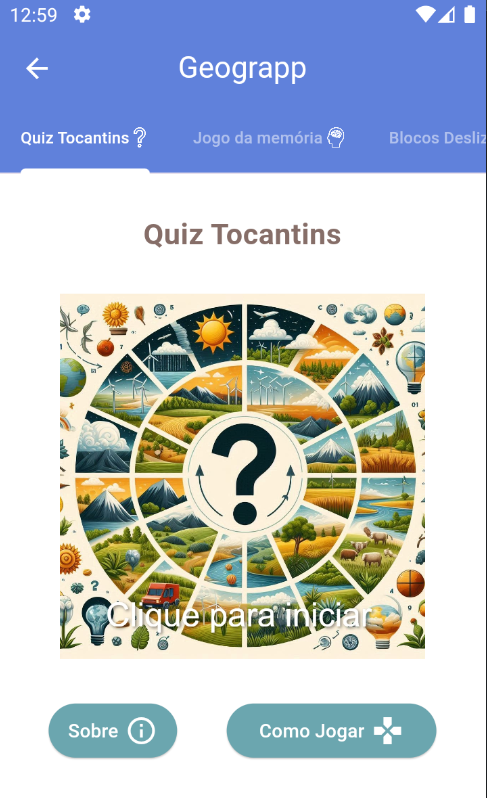 12:59
Geograpp
Quiz Tocantins
Jogo da memória
Blocos Desliz
Quiz Tocantins
?
Clique para iniciar
Sobre
Como Jogar